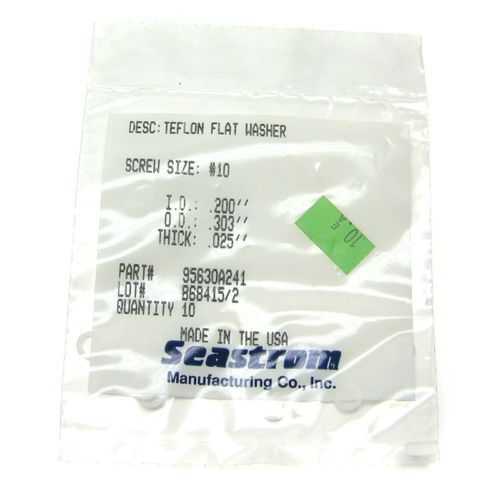 DESC: TEFLON FLAT WASHER
SCREW SIZE: #10
I.D.: .200''
O.D.: .303''
THICK: .025''
PART# 95630A241
LOT# B68415/2
QUANTITY 10
MADE IN THE USA
Seastrom
Manufacturing Co., Inc.
10 E